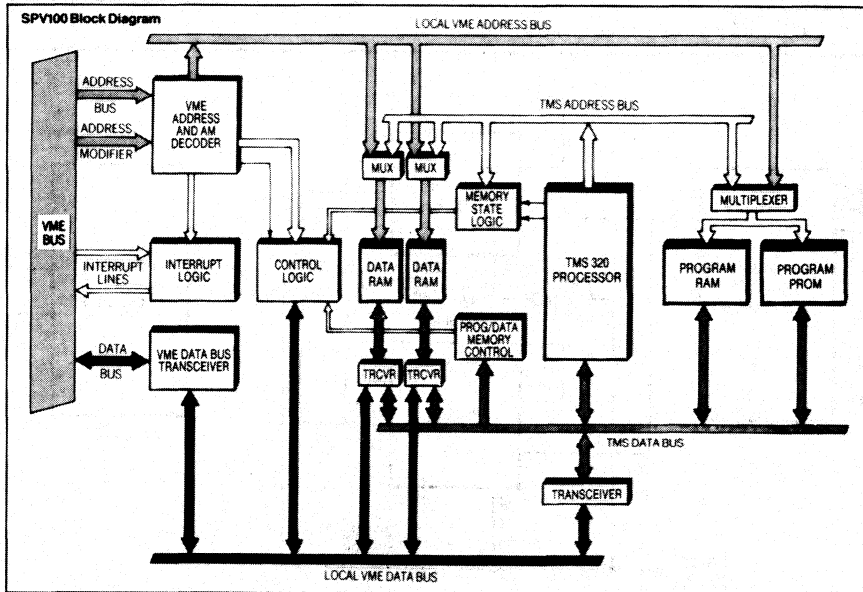 SPV100 Block Diagram
LOCAL VME ADDRESS BUS
ADDRESS
BUS
ADDRESS
MODIFIER
VME
ADDRESS
AND AM
DECODER
TMS ADDRESS BUS
MUX
MUX
MEMORY
STATE
LOGIC
MULTIPLEXER
VME
BUS
INTERRUPT
LINES
INTERRUPT
LOGIC
CONTROL
LOGIC
DATA
RAM
DATA
RAM
TMS 320
PROCESSOR
PROGRAM
RAM
PROGRAM
PROM
PROG/DATA
MEMORY
CONTROL
DATA
BUS
VME DATA BUS
TRANSCEIVER
TRCVR
TRCVR
TMS DATA BUS
TRANSCEIVER
LOCAL VME DATA BUS